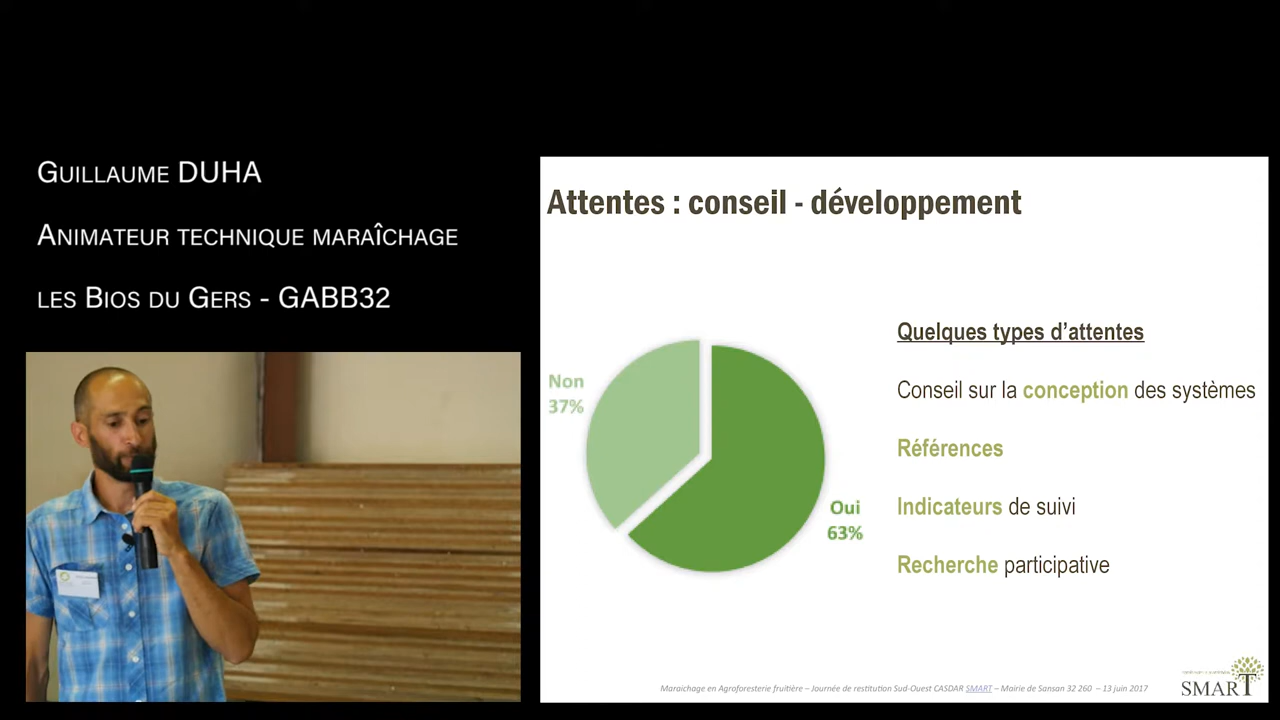 Guillaume DUHA
Animateur technique maraîchage
les Bios du Gers - GABB32
Attentes : conseil - développement
Quelques types d'attentes
Non
37%
Conseil sur la conception des systèmes
Références
Oui
63%
Indicateurs de suivi
Recherche participative
Maraichage en Agroforesterie fruitière – Journée de restitution Sud-Ouest CASDAR SMART – Mairie de Sansan 32 260 – 13 juin 2017
SMART